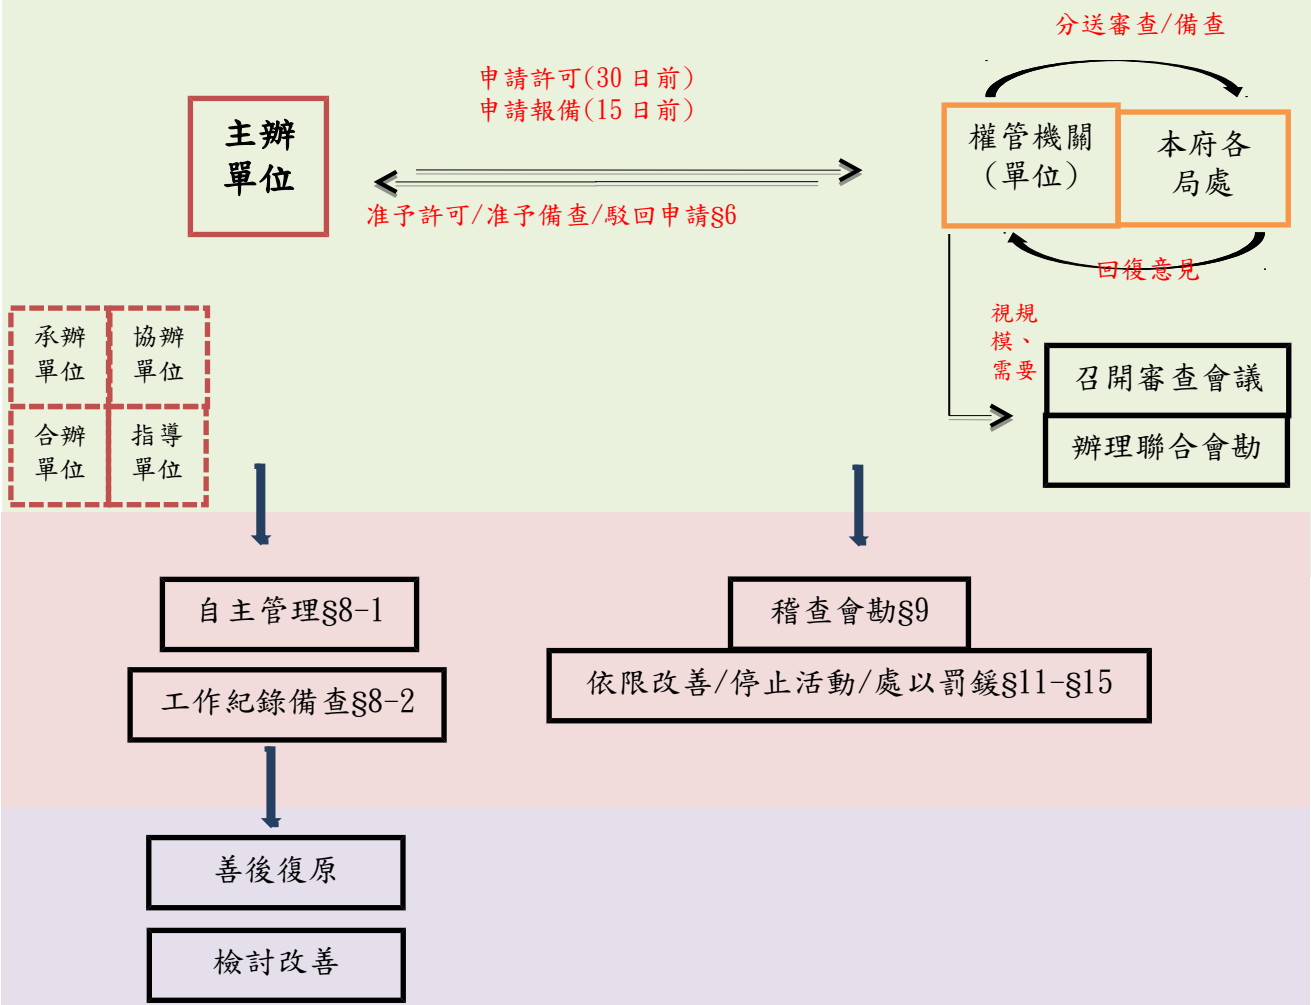 分送審查/備查
申請許可(30日前)
申請報備(15日前)
主辦
單位
權管機關
(單位)
本府各
局處
准予許可/准予備查/駁回申請§6
回復意見
承辦
單位
協辦
單位
合辦
單位
指導
單位
視規
模、
需要
召開審查會議
辦理聯合會勘
自主管理§8-1
稽查會勘§9
工作紀錄備查§8-2
依限改善/停止活動/處以罰鍰§11-§15
善後復原
檢討改善